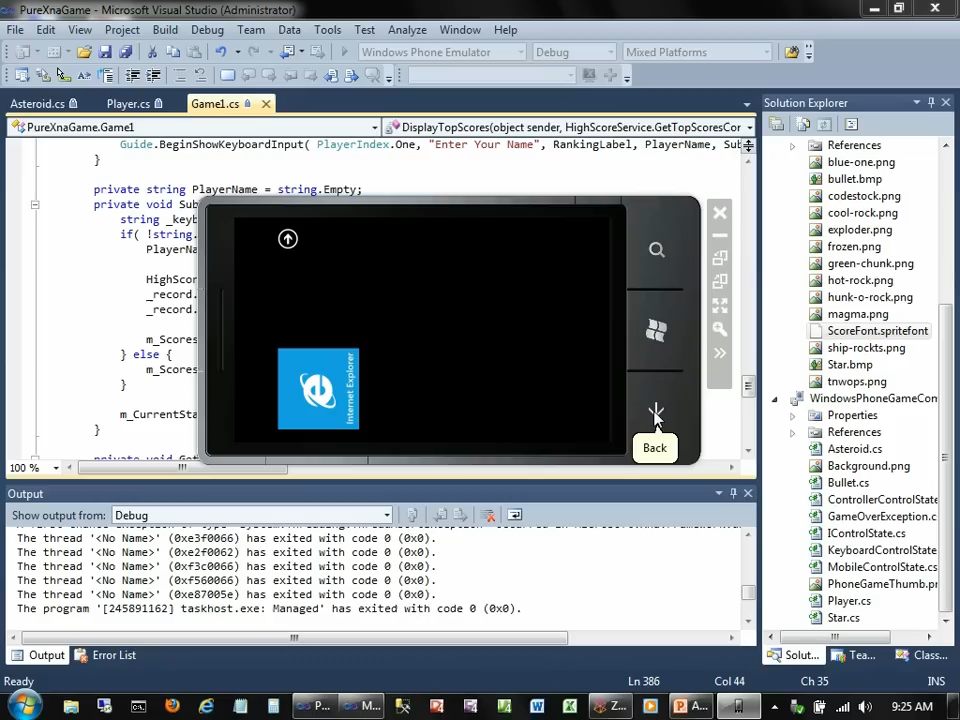 PureXnaGame - Microsoft Visual Studio (Administrator)
File Edit View Project Build Debug Team Data Tools Test Analyze Window Help
Windows Phone Emulator Debug Mixed Platforms
Asteroid.cs Player.cs Game1.cs
PureXnaGame.Game1 DisplayTopScores(object sender, HighScoreService.GetTopScoresCor
Guide.BeginShowKeyboardInput( PlayerIndex.One, "Enter Your Name", RankingLabel, PlayerName, Sub
}
private string PlayerName = string.Empty;
private void Sub
string _keyb
if( !string.
PlayerNa
HighScor
_record.
_record.
m_Scores
} else {
m_Scores
}
m_CurrentSta
}
100 %
Internet Explorer
Back
Solution Explorer
References
blue-one.png
bullet.bmp
codestock.png
cool-rock.png
exploder.png
frozen.png
green-chunk.png
hot-rock.png
hunk-o-rock.png
magma.png
ScoreFont.spritefont
ship-rockts.png
Star.bmp
tnwops.png
WindowsPhoneGameCom
Properties
References
Asteroid.cs
Background.png
Bullet.cs
ControllerControlState
GameOverException.c
IControlState.cs
KeyboardControlState
MobileControlState.cs
PhoneGameThumb.pr
Player.cs
Star.cs
Solut... Tea... Class...
Output
Show output from: Debug
The thread '<No Name>' (0xe3f0066) has exited with code 0 (0x0).
The thread '<No Name>' (0xe2f0062) has exited with code 0 (0x0).
The thread '<No Name>' (0xf3c0066) has exited with code 0 (0x0).
The thread '<No Name>' (0xf560066) has exited with code 0 (0x0).
The thread '<No Name>' (0xe87005e) has exited with code 0 (0x0).
The program '[245891162] taskhost.exe: Managed' has exited with code 0 (0x0).
Output Error List
Ready Ln 386 Col 44 Ch 35 INS
P... M... Z... A... 9:25 AM